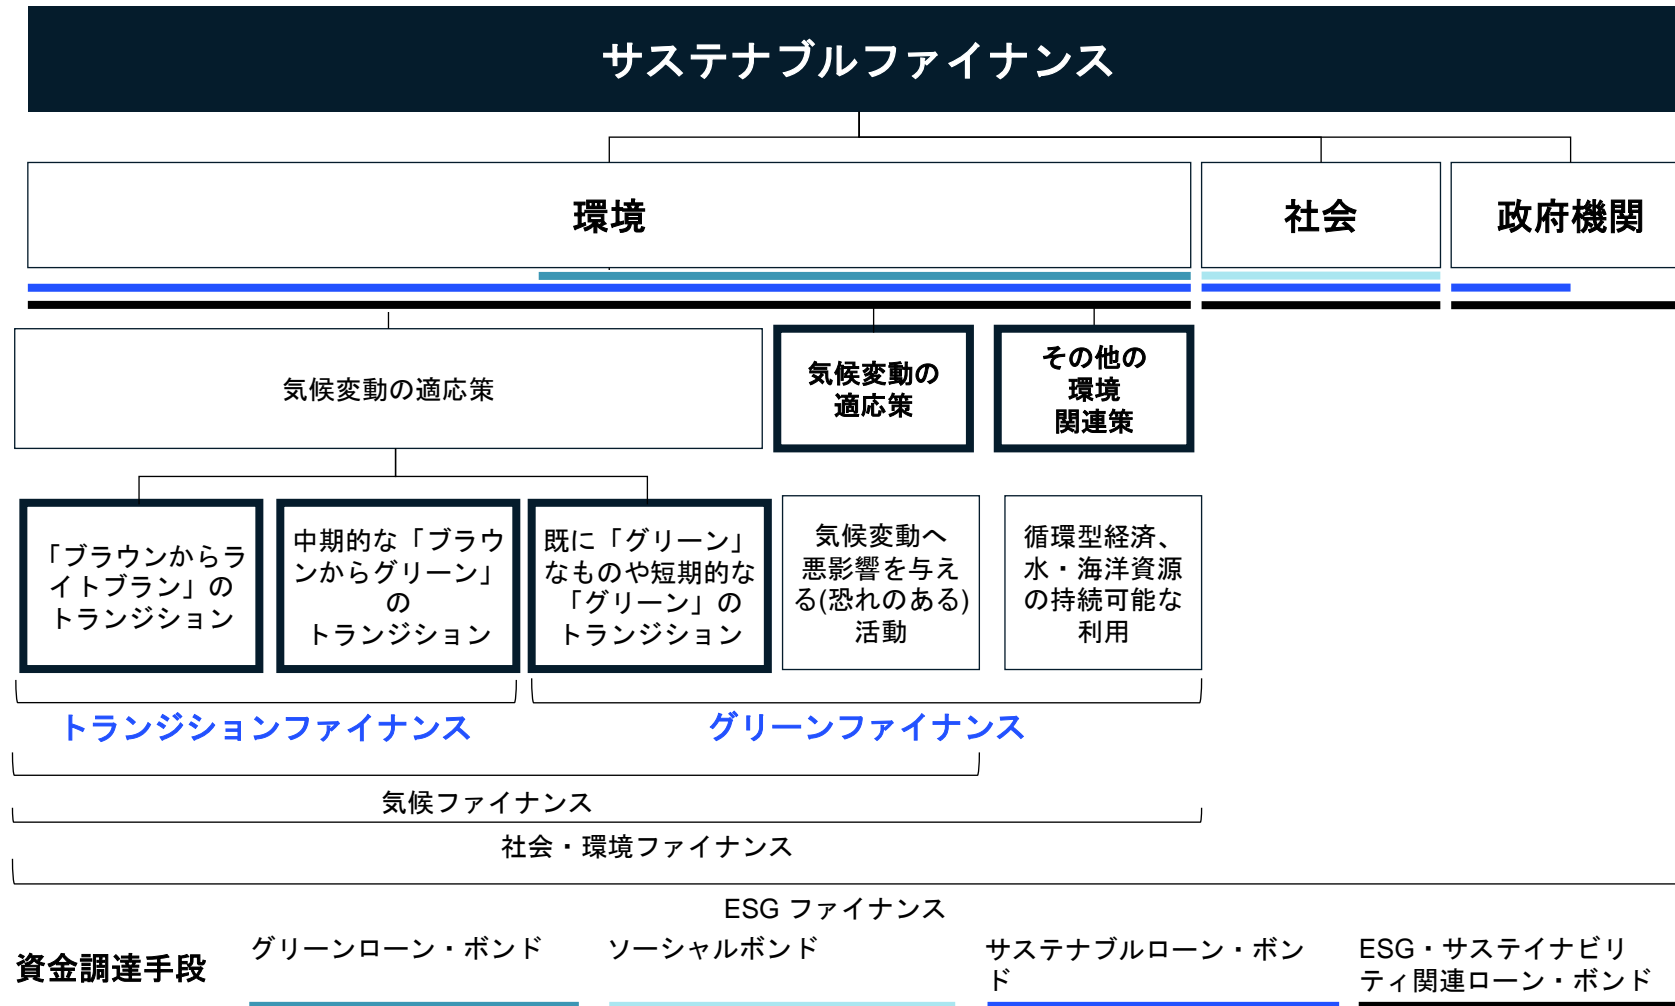 サステナブルファイナンス
環境
社会
政府機関
気候変動の適応策
気候変動の
適応策
その他の
環境
関連策
「ブラウンからラ
イトブラン」の
トランジション
中期的な「ブラウ
ンからグリーン」
の
トランジション
既に「グリーン」
なものや短期的な
「グリーン」の
トランジション
気候変動へ
悪影響を与え
る(恐れのある)
活動
循環型経済、
水・海洋資源
の持続可能な
利用
トランジションファイナンス
グリーンファイナンス
気候ファイナンス
社会・環境ファイナンス
ESG ファイナンス
資金調達手段
グリーンローン・ボンド
ソーシャルボンド
サステナブルローン・ボン
ド
ESG・サステイナビリ
ティ関連ローン・ボンド